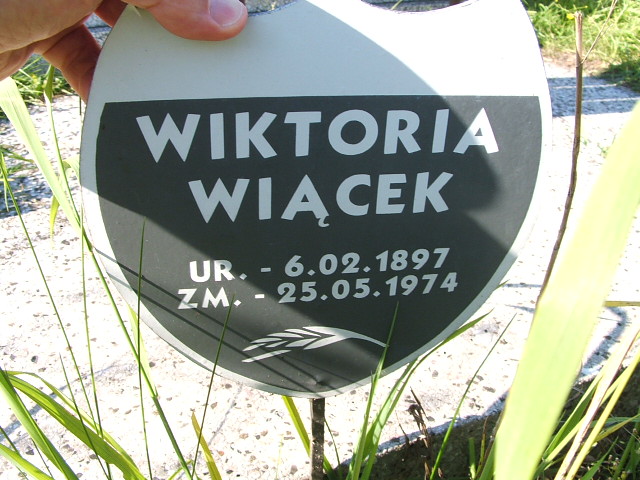 WIKTORIA
WIĄCEK
UR. - 6.02.1897
ZM. - 25.05.1974